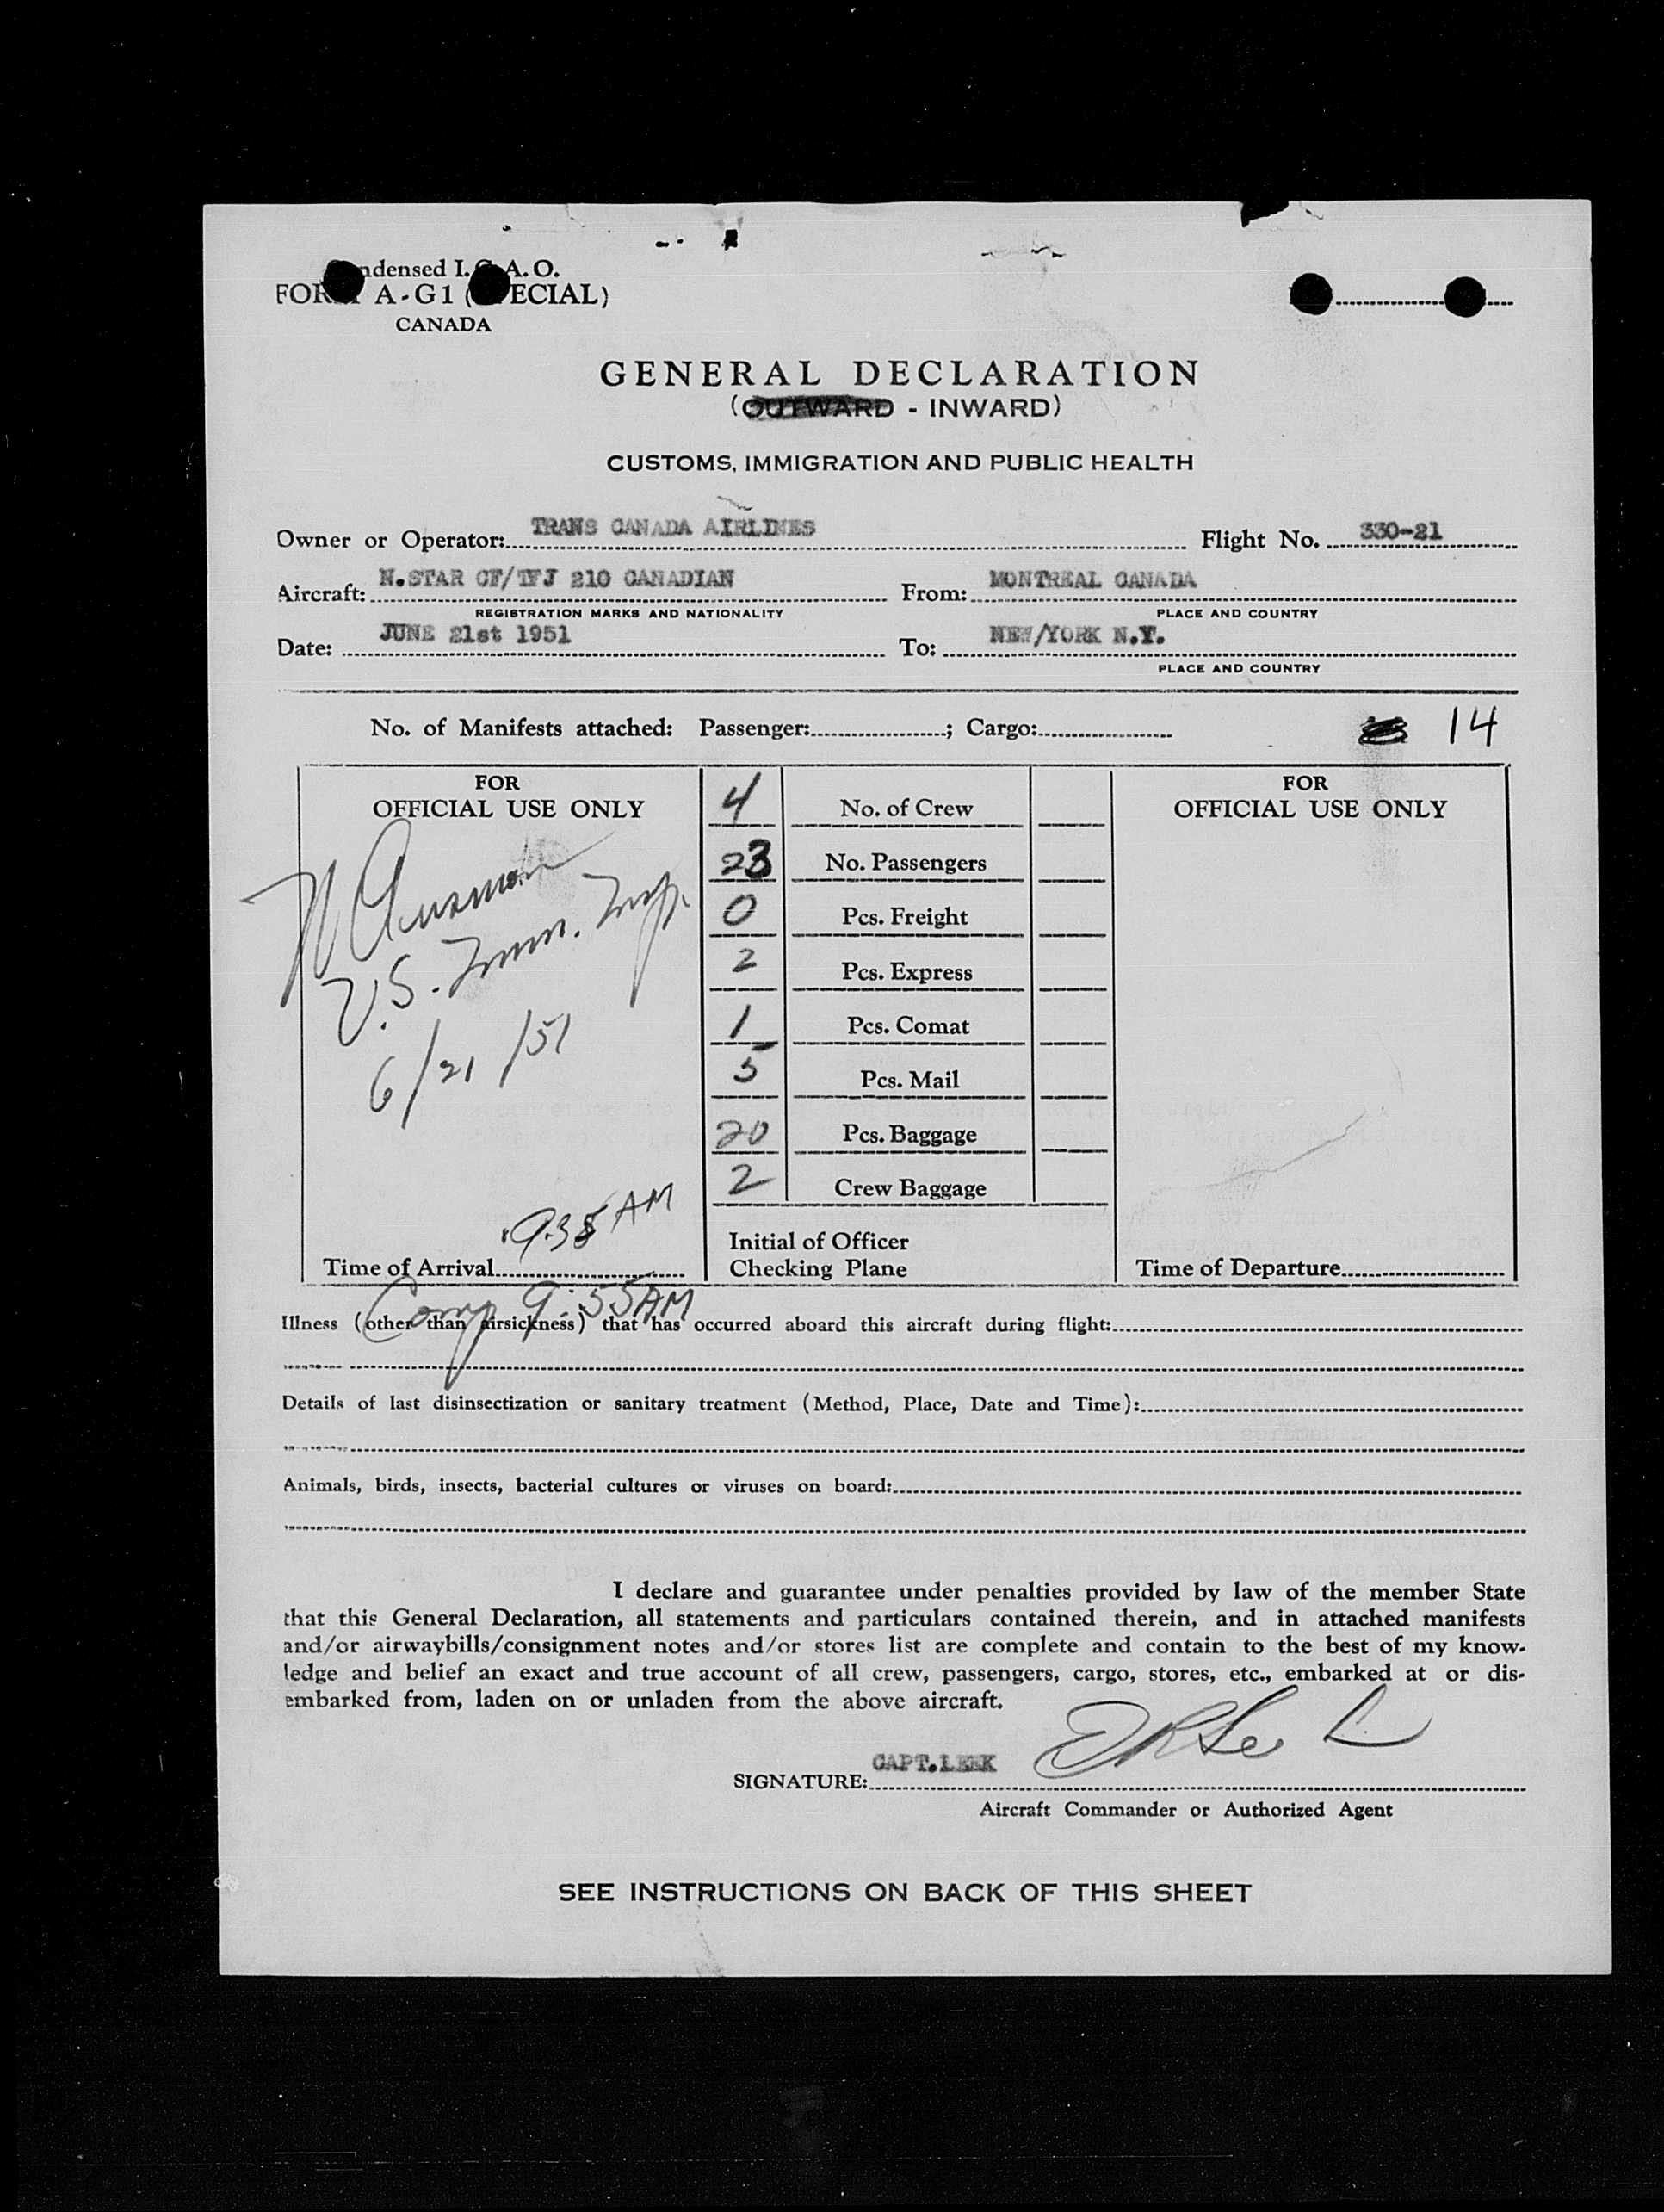 Condensed I.C.A.O.
FORM A-G1 (SPECIAL)
CANADA
GENERAL DECLARATION
(OUTWARD - INWARD)
CUSTOMS, IMMIGRATION AND PUBLIC HEALTH
Owner or Operator: TRANS CANADA AIRLINES Flight No. 330-21
Aircraft: N.STAR CF/TFJ 210 CANADIAN From: MONTREAL CANADA
REGISTRATION MARKS AND NATIONALITY PLACE AND COUNTRY
Date: JUNE 21st 1951 To: NEW/YORK N.Y.
PLACE AND COUNTRY
No. of Manifests attached: Passenger: ; Cargo: 14
FOR
OFFICIAL USE ONLY
U.S. Imm. Insp.
6/21/51
9:35 AM
Time of Arrival
Comp 9:55 AM
4 No. of Crew
23 No. Passengers
0 Pcs. Freight
2 Pcs. Express
1 Pcs. Comat
5 Pcs. Mail
20 Pcs. Baggage
2 Crew Baggage
Initial of Officer
Checking Plane
FOR
OFFICIAL USE ONLY
Time of Departure
Illness (other than airsickness) that has occurred aboard this aircraft during flight:
Details of last disinsectization or sanitary treatment (Method, Place, Date and Time):
Animals, birds, insects, bacterial cultures or viruses on board:
I declare and guarantee under penalties provided by law of the member State
that this General Declaration, all statements and particulars contained therein, and in attached manifests
and/or airwaybills/consignment notes and/or stores list are complete and contain to the best of my know-
ledge and belief an exact and true account of all crew, passengers, cargo, stores, etc., embarked at or dis-
embarked from, laden on or unladen from the above aircraft.
SIGNATURE: CAPT.LEEK
Aircraft Commander or Authorized Agent
SEE INSTRUCTIONS ON BACK OF THIS SHEET